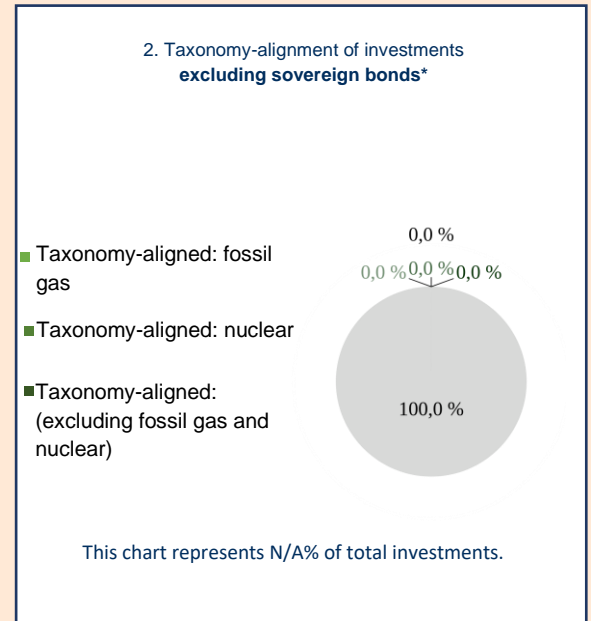 2. Taxonomy-alignment of investments
excluding sovereign bonds*
0,0 %
0,0 % 0,0 % 0,0 %
Taxonomy-aligned: fossil
gas
Taxonomy-aligned: nuclear
Taxonomy-aligned:
(excluding fossil gas and
nuclear)
100,0 %
This chart represents N/A% of total investments.